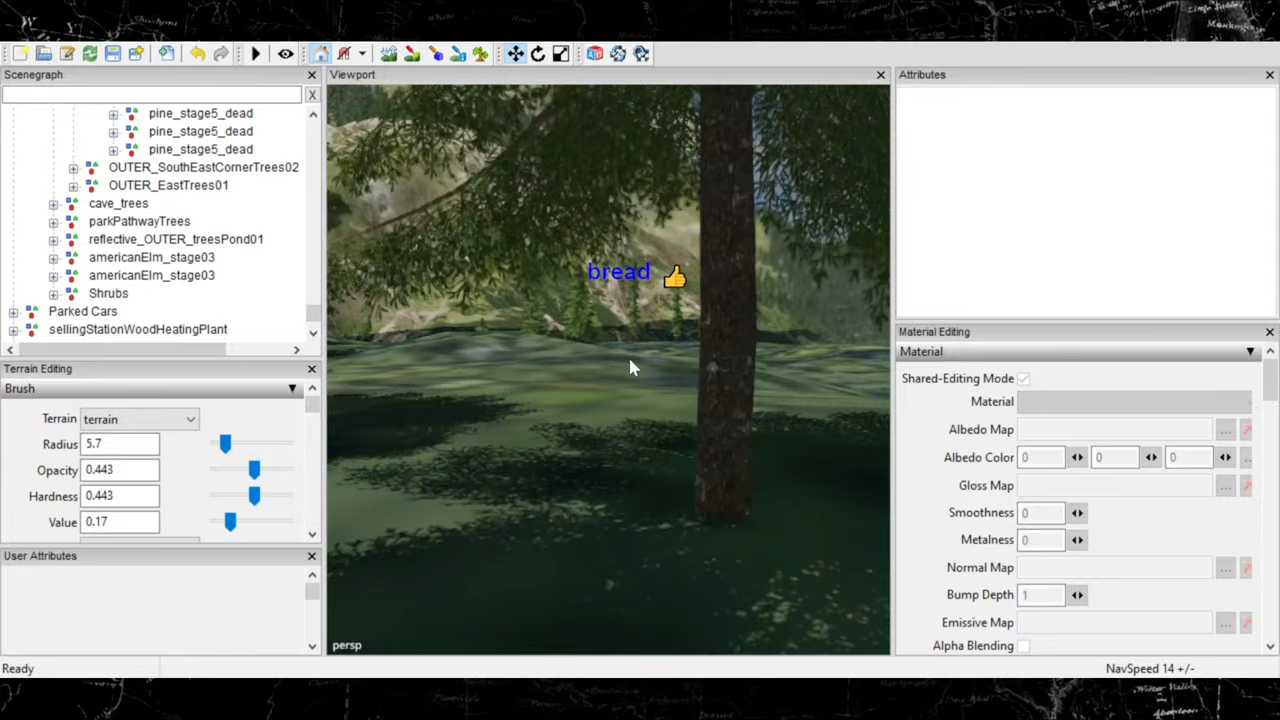 Scenegraph
X
pine_stage5_dead
pine_stage5_dead
pine_stage5_dead
OUTER_SouthEastCornerTrees02
OUTER_EastTrees01
cave_trees
parkPathwayTrees
reflective_OUTER_treesPond01
americanElm_stage03
americanElm_stage03
Shrubs
Parked Cars
sellingStationWoodHeatingPlant
Terrain Editing
Brush
Terrain terrain
Radius 5.7
Opacity 0.443
Hardness 0.443
Value 0.17
User Attributes
Ready
Viewport
bread 👍
persp
Attributes
Material Editing
Material
Shared-Editing Mode
Material
Albedo Map ...
Albedo Color 0 0 0 ..
Gloss Map ...
Smoothness 0
Metalness 0
Normal Map ...
Bump Depth 1
Emissive Map ...
Alpha Blending
NavSpeed 14 +/-